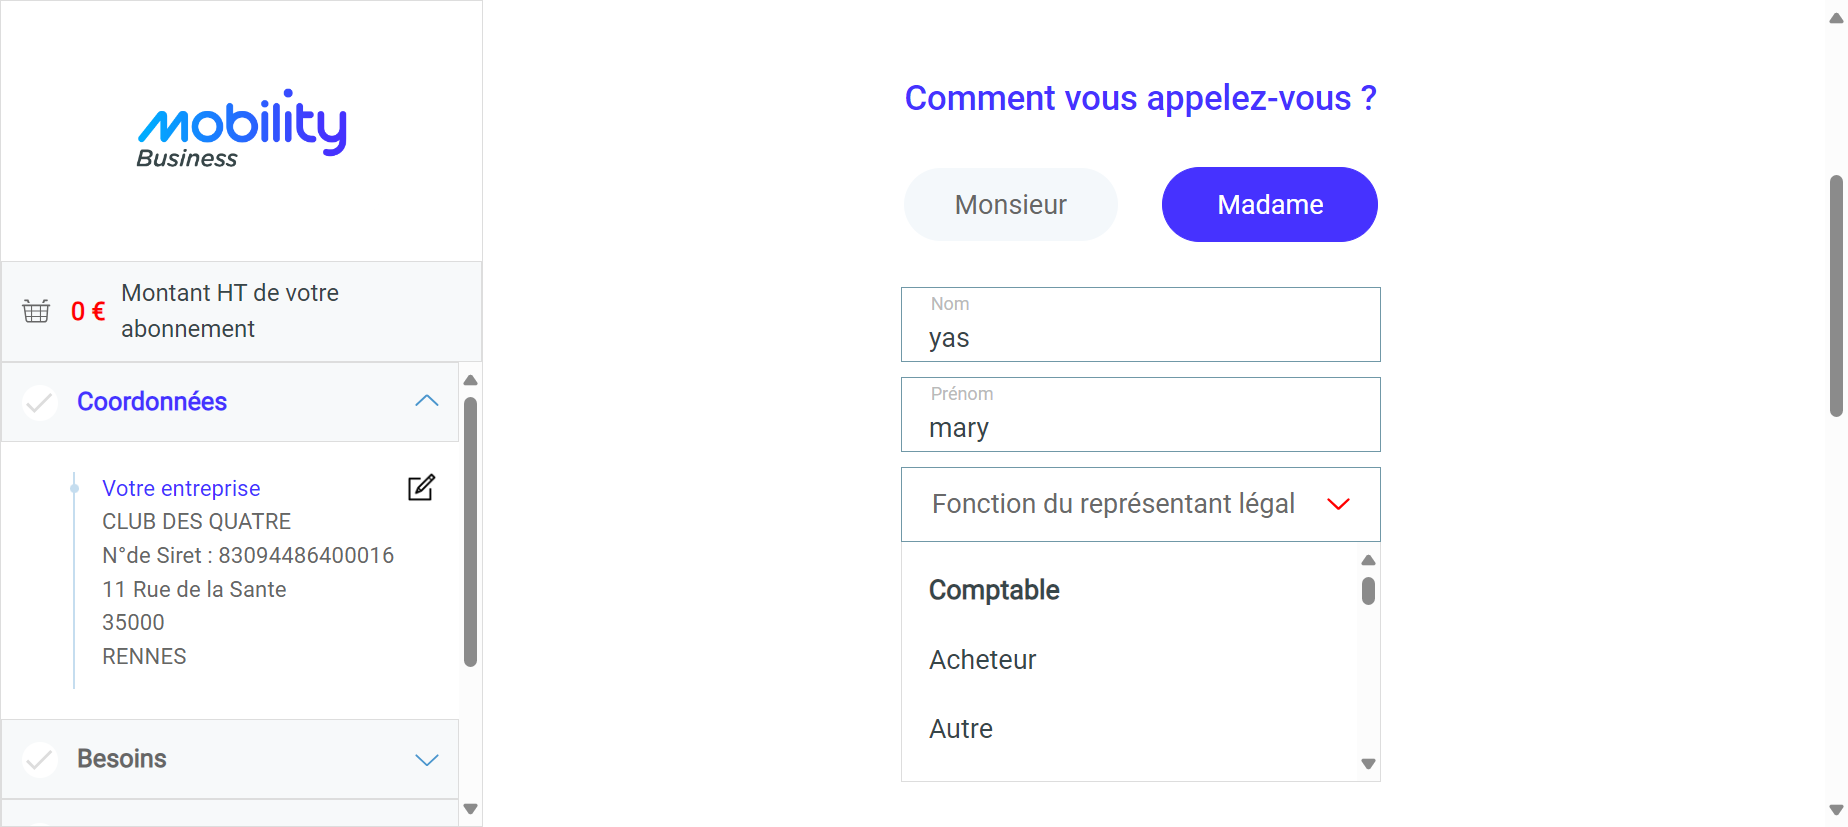 mobility
Business
0 €
Montant HT de votre
abonnement
Coordonnées
Votre entreprise
CLUB DES QUATRE
N°de Siret : 83094486400016
11 Rue de la Sante
35000
RENNES
Besoins
Comment vous appelez-vous ?
Monsieur
Madame
Nom
yas
Prénom
mary
Fonction du représentant légal
Comptable
Acheteur
Autre